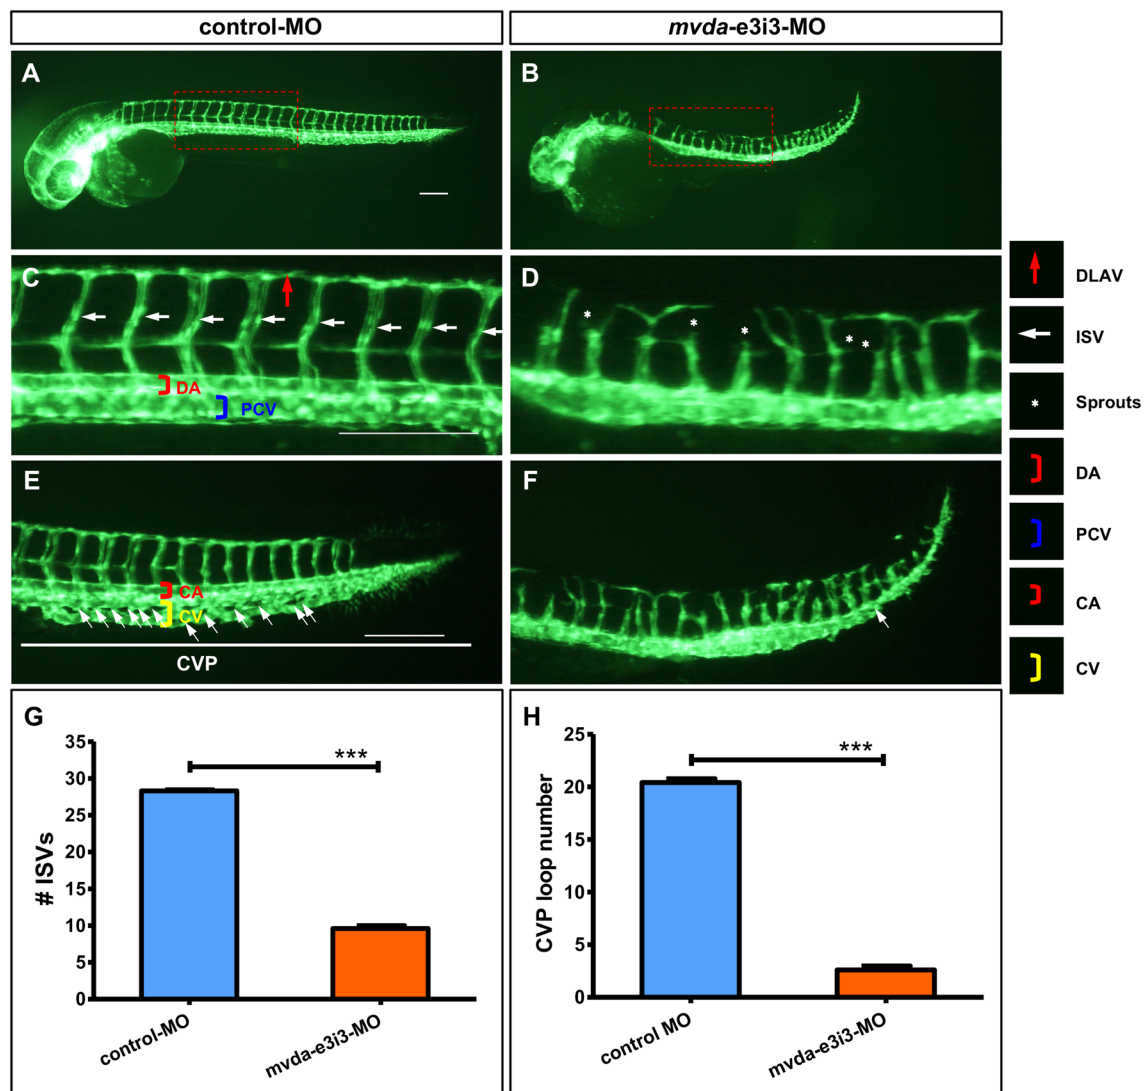 control-MO
mvda-e3i3-MO
A
B
C
DA
PCV
D
* * * * *
E
CA
CV
CVP
F
DLAV
ISV
* Sprouts
DA
PCV
CA
CV
G
35
30
25
20
15
10
5
0
# ISVs
***
control-MO
mvda-e3i3-MO
H
25
20
15
10
5
0
CVP loop number
***
control MO
mvda-e3i3-MO